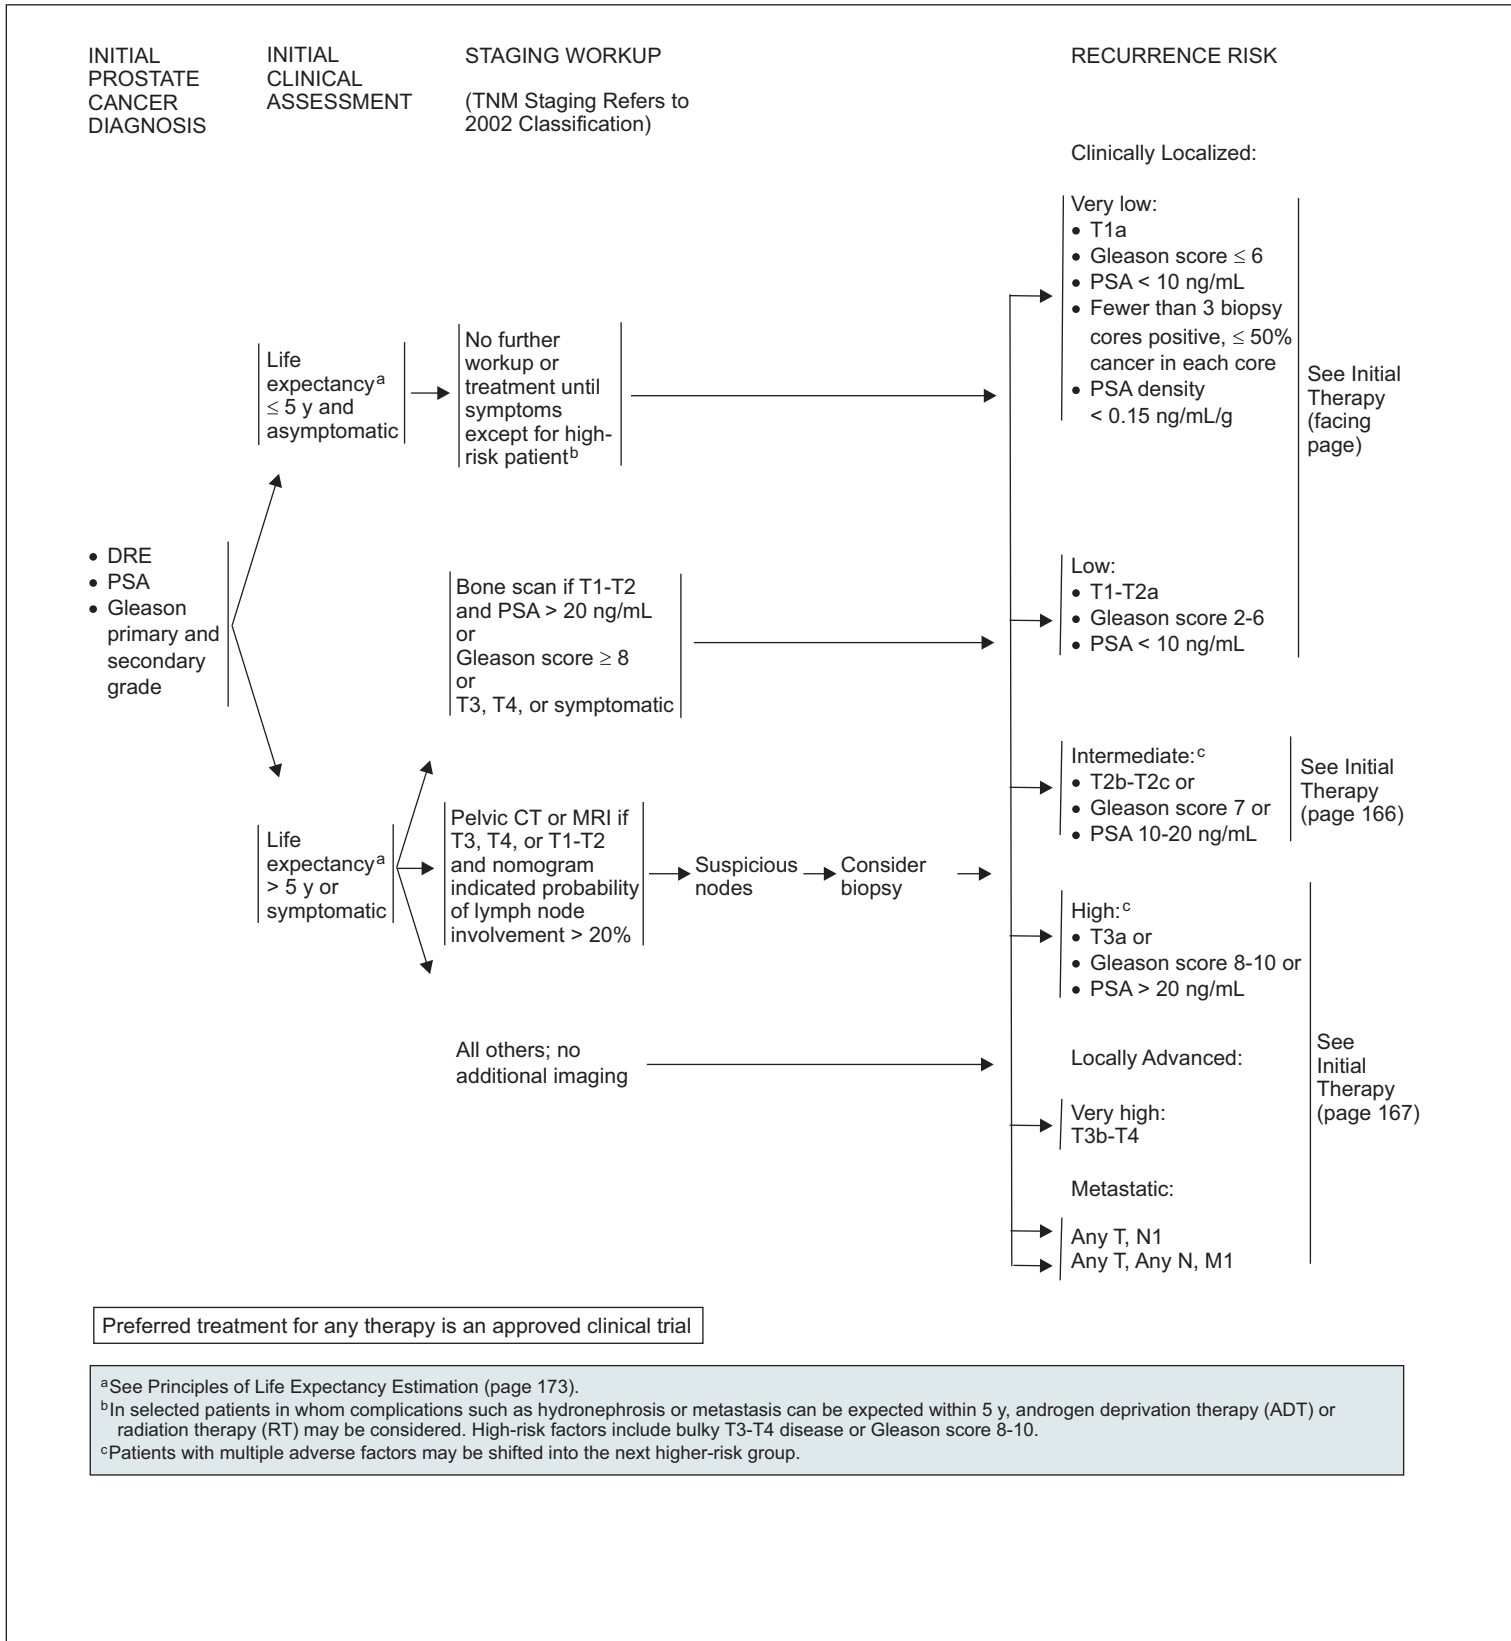 INITIAL
PROSTATE
CANCER
DIAGNOSIS
INITIAL
CLINICAL
ASSESSMENT
STAGING WORKUP
(TNM Staging Refers to
2002 Classification)
RECURRENCE RISK
Clinically Localized:
• DRE
• PSA
• Gleason
primary and
secondary
grade
Life
expectancyᵃ
≤ 5 y and
asymptomatic
No further
workup or
treatment until
symptoms
except for high-
risk patientᵇ
Life
expectancyᵃ
> 5 y or
symptomatic
Bone scan if T1-T2
and PSA > 20 ng/mL
or
Gleason score ≥ 8
or
T3, T4, or symptomatic
Pelvic CT or MRI if
T3, T4, or T1-T2
and nomogram
indicated probability
of lymph node
involvement > 20%
Suspicious
nodes
Consider
biopsy
All others; no
additional imaging
Very low:
• T1a
• Gleason score ≤ 6
• PSA < 10 ng/mL
• Fewer than 3 biopsy
cores positive, ≤ 50%
cancer in each core
• PSA density
< 0.15 ng/mL/g
Low:
• T1-T2a
• Gleason score 2-6
• PSA < 10 ng/mL
See Initial
Therapy
(facing
page)
Intermediate:ᶜ
• T2b-T2c or
• Gleason score 7 or
• PSA 10-20 ng/mL
See Initial
Therapy
(page 166)
High:ᶜ
• T3a or
• Gleason score 8-10 or
• PSA > 20 ng/mL
Locally Advanced:
Very high:
T3b-T4
Metastatic:
Any T, N1
Any T, Any N, M1
See
Initial
Therapy
(page 167)
Preferred treatment for any therapy is an approved clinical trial
ᵃSee Principles of Life Expectancy Estimation (page 173).
ᵇIn selected patients in whom complications such as hydronephrosis or metastasis can be expected within 5 y, androgen deprivation therapy (ADT) or
radiation therapy (RT) may be considered. High-risk factors include bulky T3-T4 disease or Gleason score 8-10.
ᶜPatients with multiple adverse factors may be shifted into the next higher-risk group.